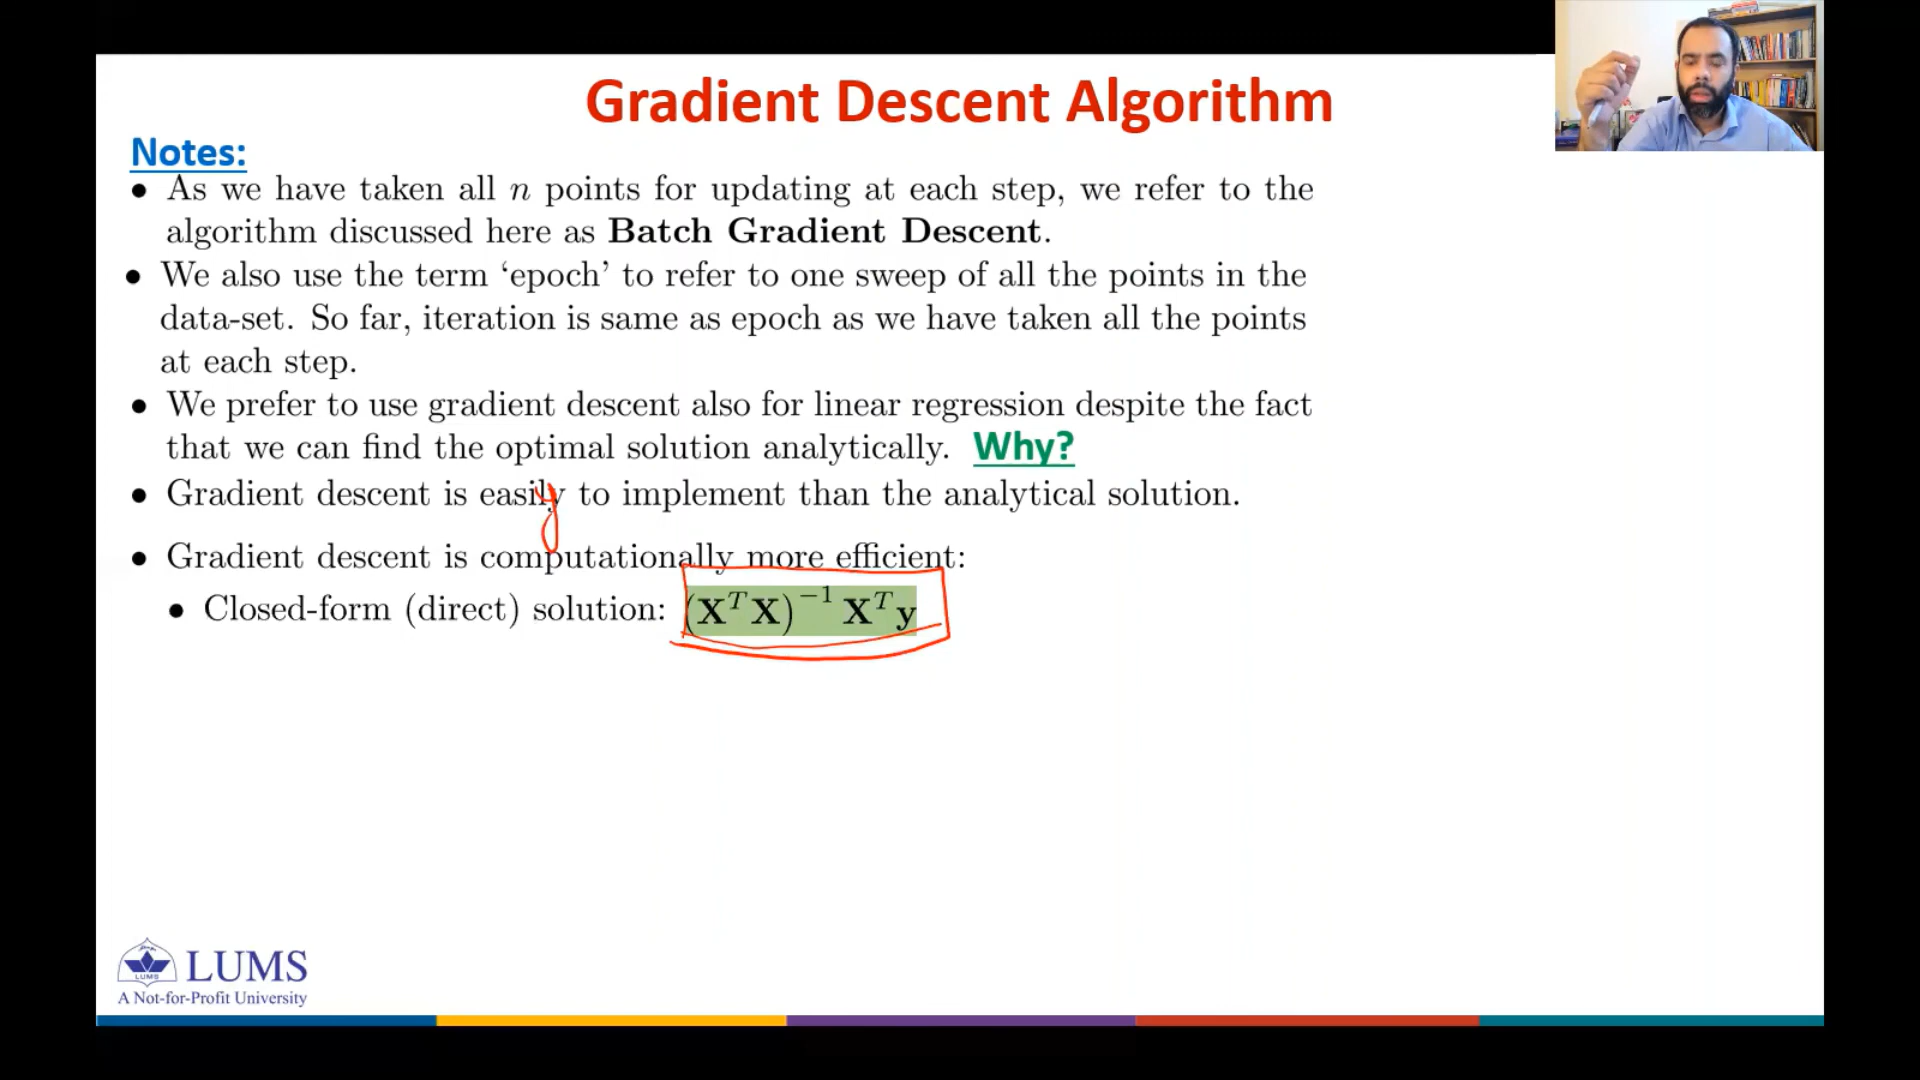 Gradient Descent Algorithm
Notes:
• As we have taken all n points for updating at each step, we refer to the
algorithm discussed here as Batch Gradient Descent.
• We also use the term ‘epoch’ to refer to one sweep of all the points in the
data-set. So far, iteration is same as epoch as we have taken all the points
at each step.
• We prefer to use gradient descent also for linear regression despite the fact
that we can find the optimal solution analytically. Why?
• Gradient descent is easily to implement than the analytical solution.
y
• Gradient descent is computationally more efficient:
• Closed-form (direct) solution: (XᵀX)⁻¹ Xᵀy
LUMS
LUMS
A Not-for-Profit University